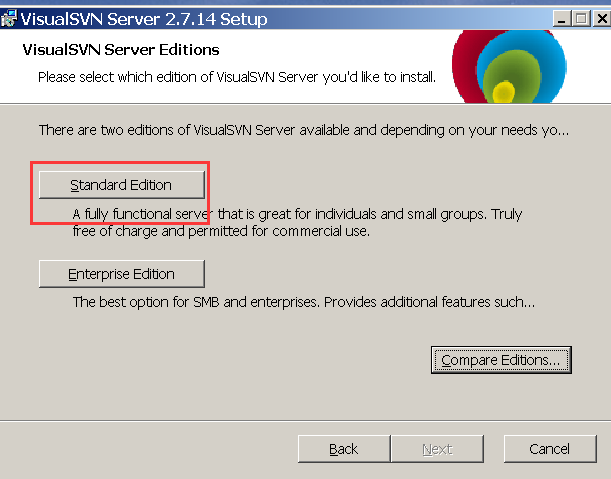 VisualSVN Server 2.7.14 Setup
VisualSVN Server Editions
Please select which edition of VisualSVN Server you'd like to install.
There are two editions of VisualSVN Server available and depending on your needs yo...
Standard Edition
A fully functional server that is great for individuals and small groups. Truly
free of charge and permitted for commercial use.
Enterprise Edition
The best option for SMB and enterprises. Provides additional features such...
Compare Editions...
Back
Next
Cancel